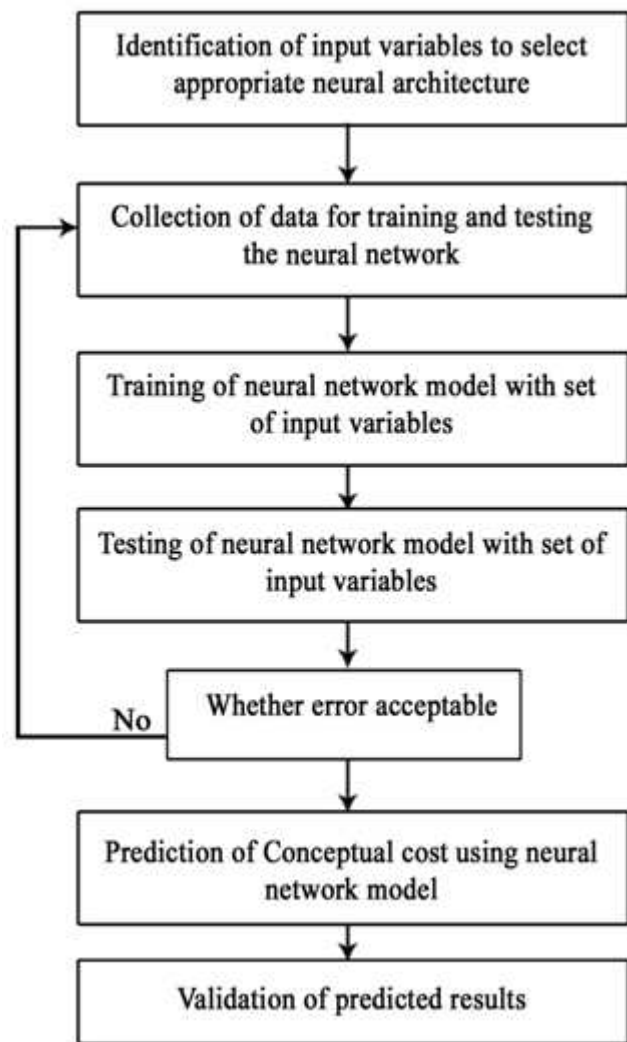 Identification of input variables to select
appropriate neural architecture
Collection of data for training and testing
the neural network
Training of neural network model with set
of input variables
Testing of neural network model with set of
input variables
Whether error acceptable
No
Prediction of Conceptual cost using neural
network model
Validation of predicted results